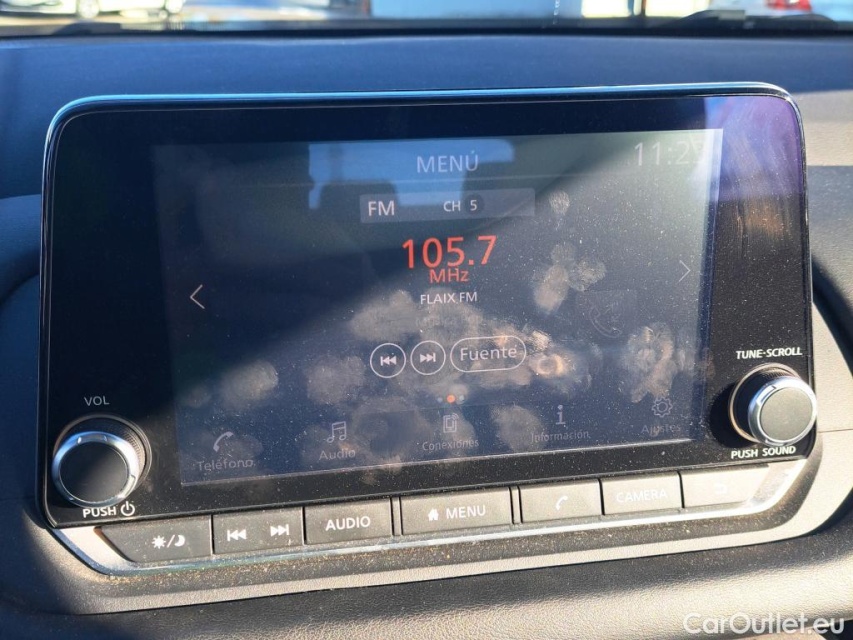 MENÚ
11:25
FM CH 5
105.7
MHz
FLAIX FM
Fuente
Teléfono
Audio
Conexiones
Información
Ajustes
VOL
PUSH
TUNE·SCROLL
PUSH SOUND
AUDIO
MENU
CAMERA
CarOutlet.eu